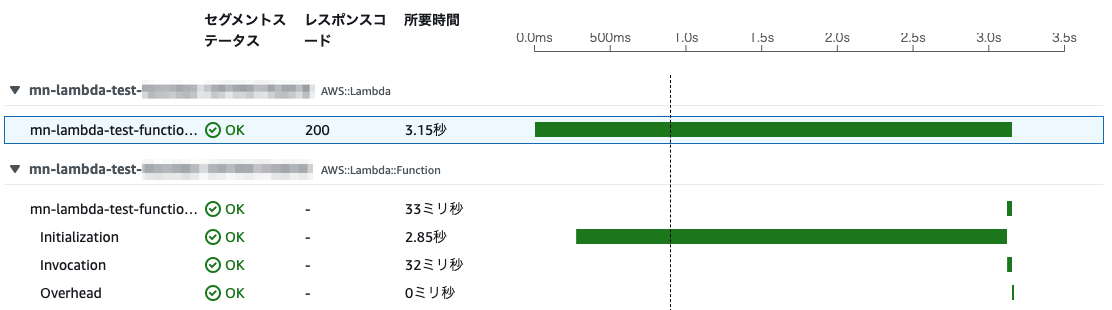 セグメントス レスポンスコ 所要時間
テータス ード
0.0ms 500ms 1.0s 1.5s 2.0s 2.5s 3.0s 3.5s
▼ mn-lambda-test- AWS::Lambda
mn-lambda-test-functio... OK 200 3.15秒
▼ mn-lambda-test- AWS::Lambda::Function
mn-lambda-test-functio... OK - 33ミリ秒
Initialization OK - 2.85秒
Invocation OK - 32ミリ秒
Overhead OK - 0ミリ秒